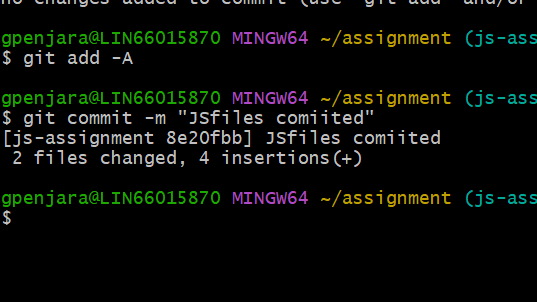 no changes added to commit (use "git add" and/or
gpenjara@LIN66015870 MINGW64 ~/assignment (js-ass
$ git add -A
gpenjara@LIN66015870 MINGW64 ~/assignment (js-ass
$ git commit -m "JSfiles comiited"
[js-assignment 8e20fbb] JSfiles comiited
2 files changed, 4 insertions(+)
gpenjara@LIN66015870 MINGW64 ~/assignment (js-ass
$